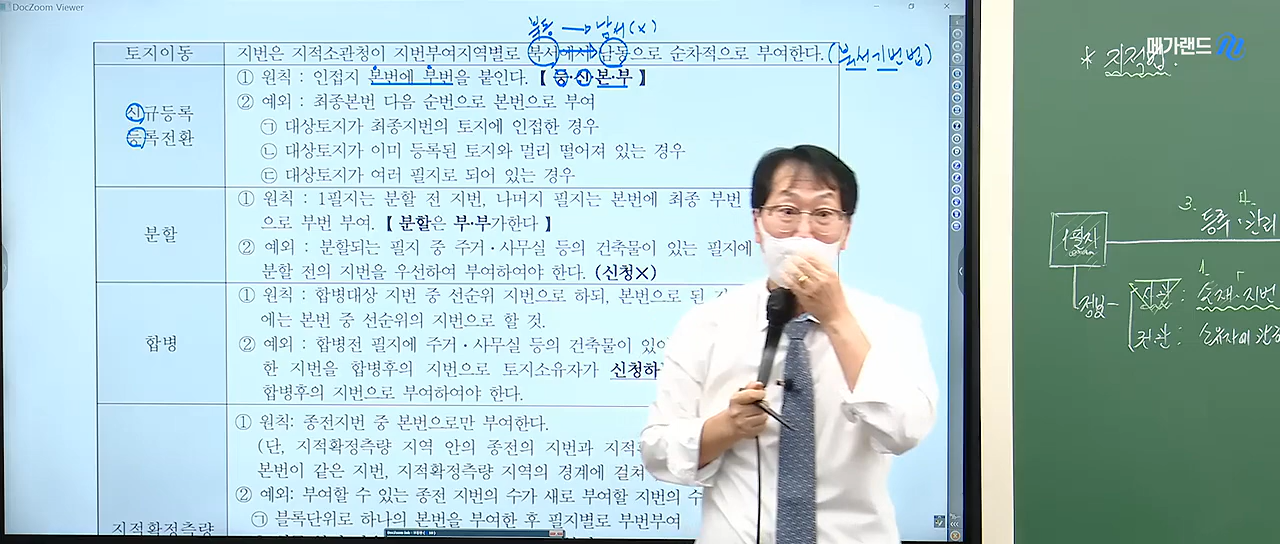 DocZoom Viewer
북동 → 남서(×)
토지이동
지번은 지적소관청이 지번부여지역별로 북서에서 남동으로 순차적으로 부여한다. (북서기번법)
신규등록
등록전환
① 원칙 : 인접지 본번에 부번을 붙인다. 【 등·신 본·부 】
② 예외 : 최종본번 다음 순번으로 본번으로 부여
㉠ 대상토지가 최종지번의 토지에 인접한 경우
㉡ 대상토지가 이미 등록된 토지와 멀리 떨어져 있는 경우
㉢ 대상토지가 여러 필지로 되어 있는 경우
분할
① 원칙 : 1필지는 분할 전 지번, 나머지 필지는 본번에 최종 부번
으로 부번 부여. 【 분할은 부·부가한다 】
② 예외 : 분할되는 필지 중 주거·사무실 등의 건축물이 있는 필지에
분할 전의 지번을 우선하여 부여하여야 한다. (신청×)
합병
① 원칙 : 합병대상 지번 중 선순위 지번으로 하되, 본번으로 된
에는 본번 중 선순위의 지번으로 할 것.
② 예외 : 합병전 필지에 주거·사무실 등의 건축물이
한 지번을 합병후의 지번으로 토지소유자가 신청하
합병후의 지번으로 부여하여야 한다.
지적확정측량
① 원칙: 종전지번 중 본번으로만 부여한다.
(단, 지적확정측량 지역 안의 종전의 지번과
본번이 같은 지번, 지적확정측량 지역의 경계에 걸쳐
② 예외: 부여할 수 있는 종전 지번의 수가 새로 부여할 지번의 수
㉠ 블록단위로 하나의 본번을 부여한 후 필지별로 부번부여
메가랜드
* 지적법
1필지
3. 등록 · 4. 관리
정보
1. 소재·지번
소유자에